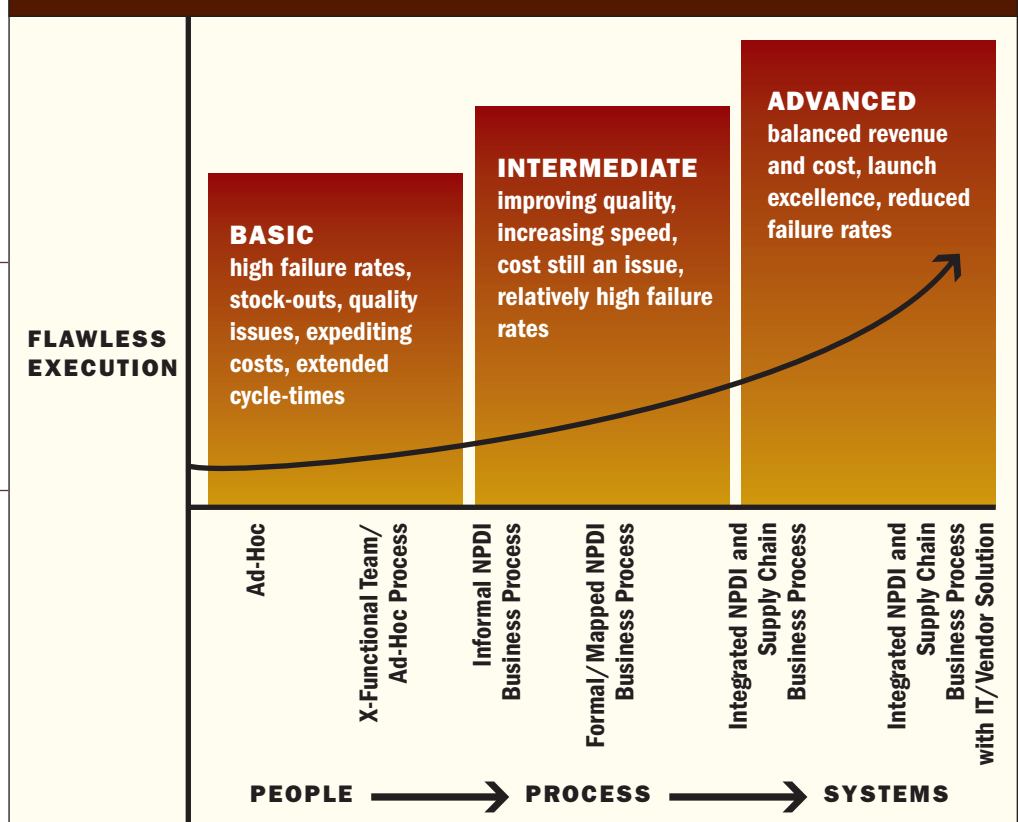 BASIC
high failure rates,
stock-outs, quality
issues, expediting
costs, extended
cycle-times
INTERMEDIATE
improving quality,
increasing speed,
cost still an issue,
relatively high failure
rates
ADVANCED
balanced revenue
and cost, launch
excellence, reduced
failure rates
FLAWLESS
EXECUTION
Ad-Hoc
X-Functional Team/
Ad-Hoc Process
Informal NPDI
Business Process
Formal/Mapped NPDI
Business Process
Integrated NPDI and
Supply Chain
Business Process
Integrated NPDI and
Supply Chain
Business Process
with IT/Vendor Solution
PEOPLE PROCESS SYSTEMS